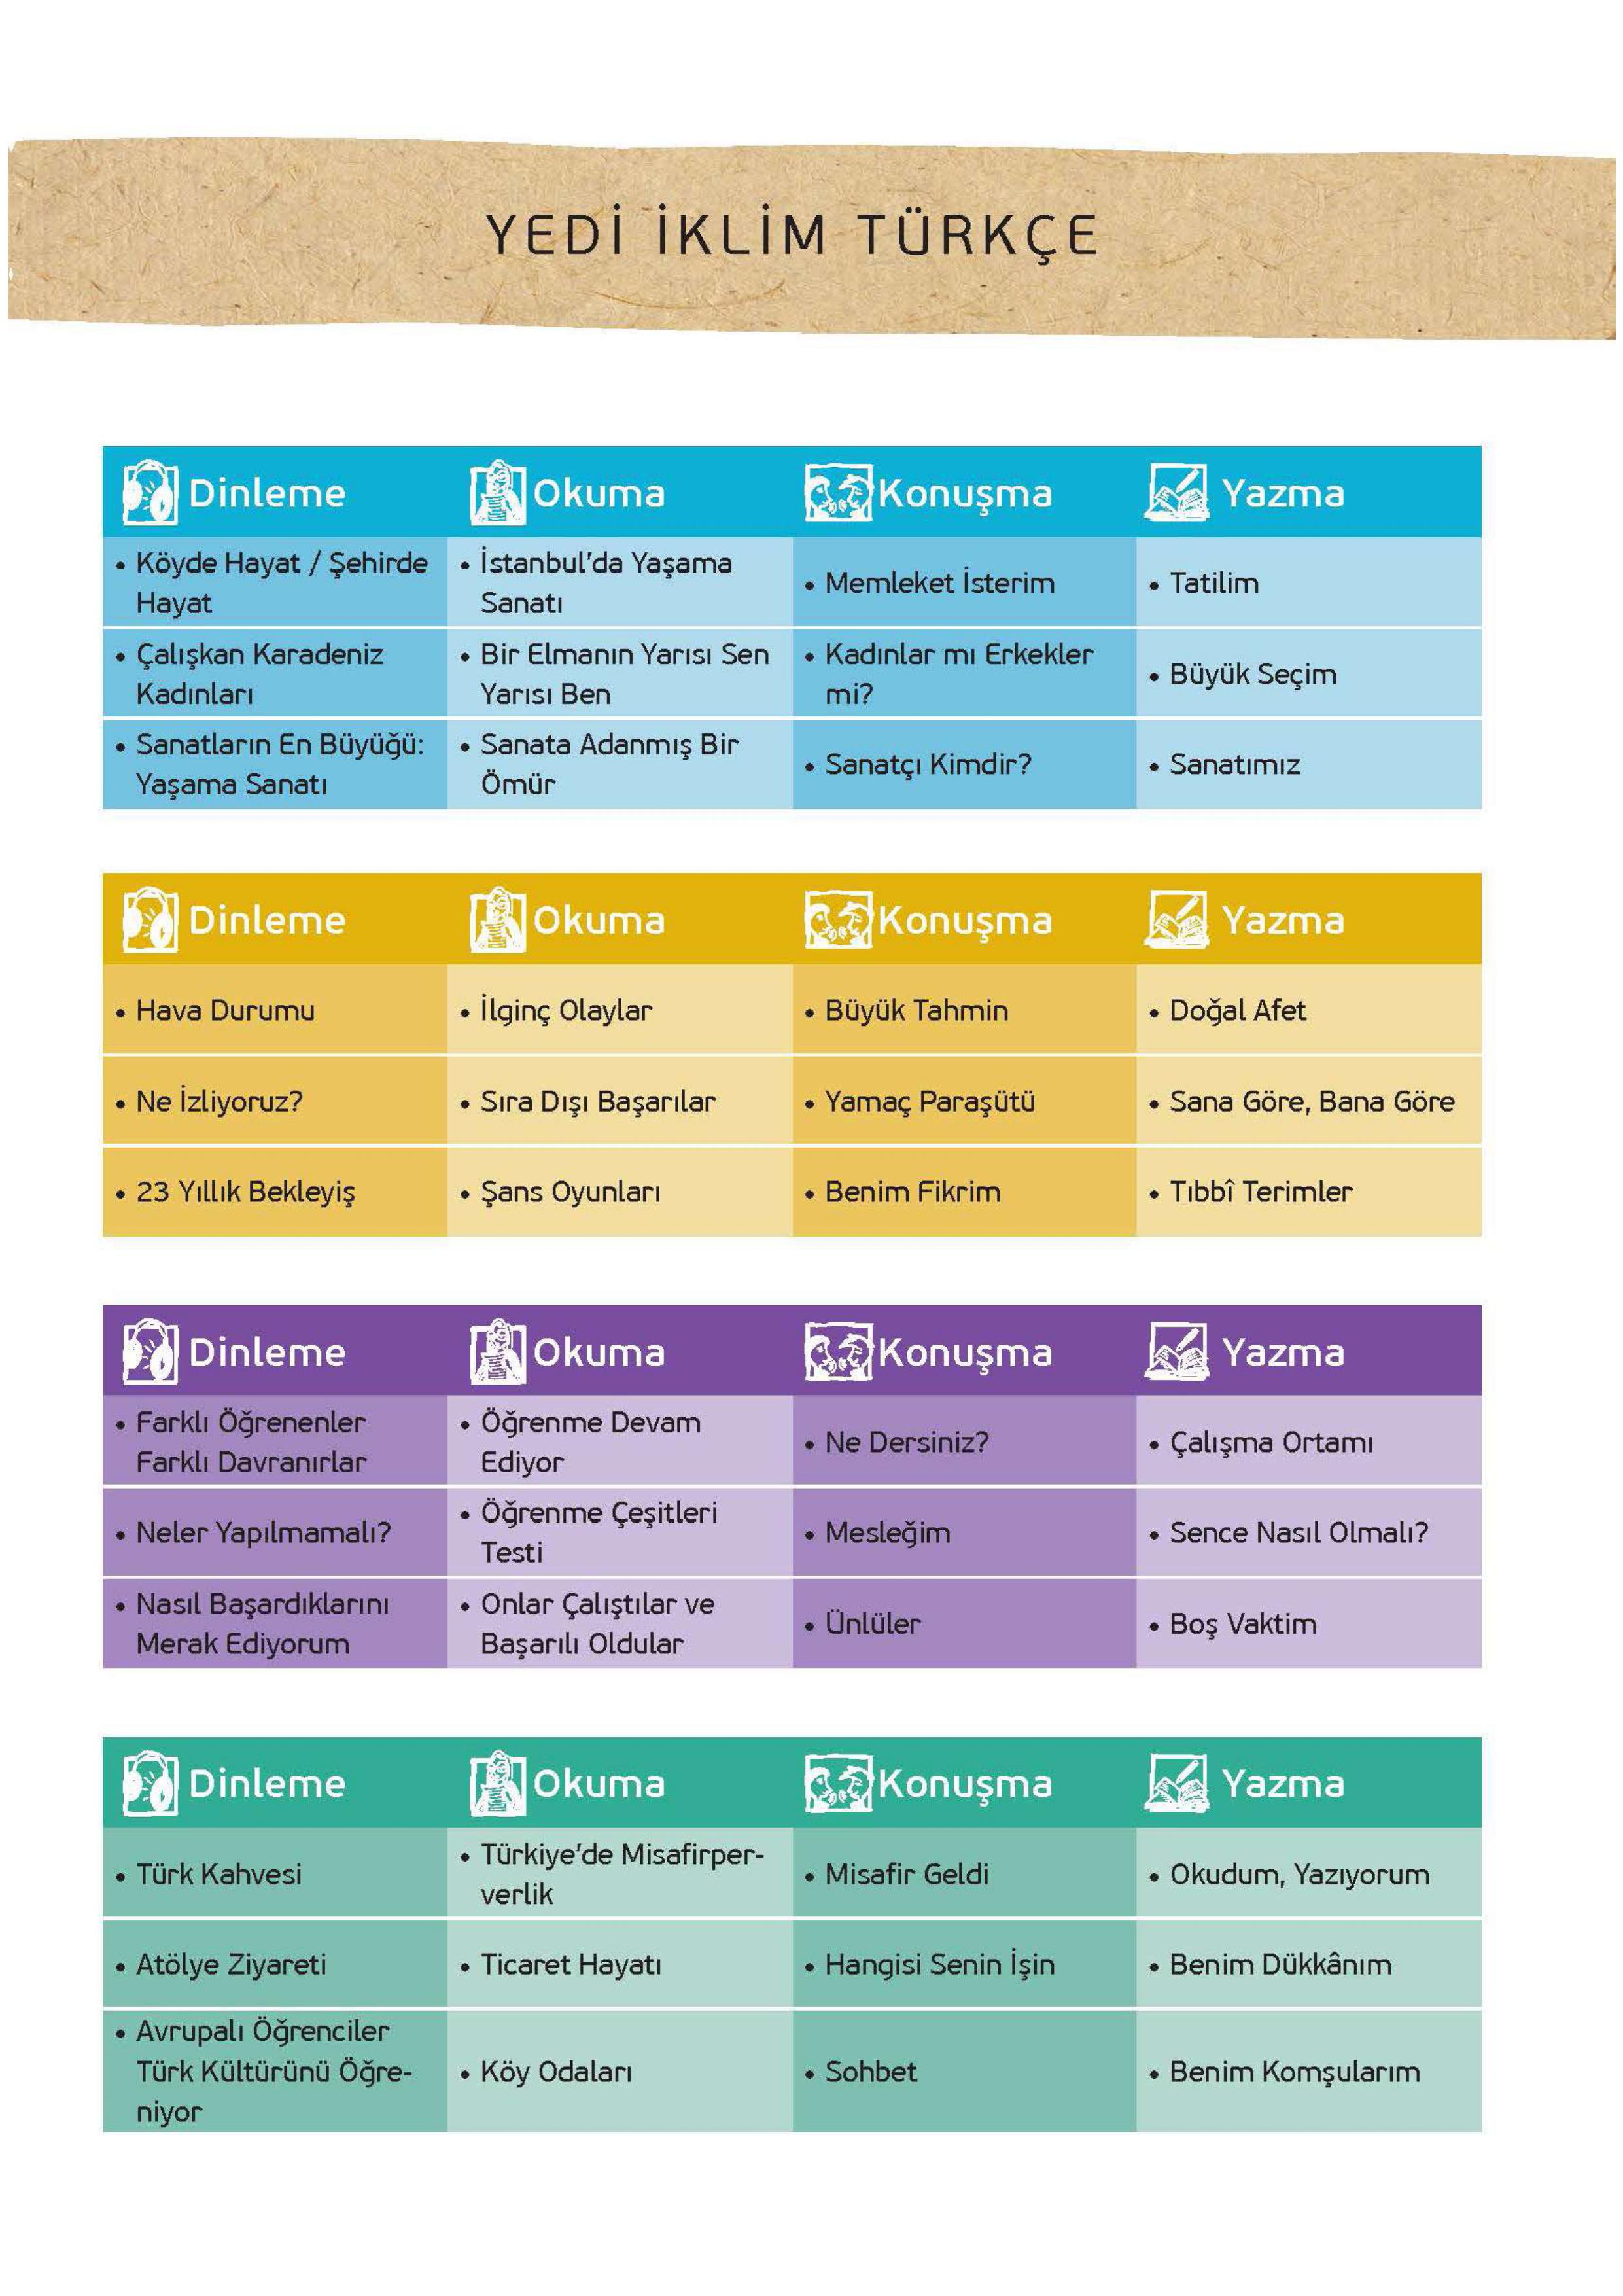 YEDİ İKLİM TÜRKÇE
Dinleme Okuma Konuşma Yazma
• Köyde Hayat / Şehirde
Hayat
• İstanbul'da Yaşama
Sanatı
• Memleket İsterim
• Tatilim
• Çalışkan Karadeniz
Kadınları
• Bir Elmanın Yarısı Sen
Yarısı Ben
• Kadınlar mı Erkekler
mi?
• Büyük Seçim
• Sanatların En Büyüğü:
Yaşama Sanatı
• Sanata Adanmış Bir
Ömür
• Sanatçı Kimdir?
• Sanatımız
Dinleme Okuma Konuşma Yazma
• Hava Durumu
• İlginç Olaylar
• Büyük Tahmin
• Doğal Afet
• Ne İzliyoruz?
• Sıra Dışı Başarılar
• Yamaç Paraşütü
• Sana Göre, Bana Göre
• 23 Yıllık Bekleyiş
• Şans Oyunları
• Benim Fikrim
• Tıbbî Terimler
Dinleme Okuma Konuşma Yazma
• Farklı Öğrenenler
Farklı Davranırlar
• Öğrenme Devam
Ediyor
• Ne Dersiniz?
• Çalışma Ortamı
• Neler Yapılmamalı?
• Öğrenme Çeşitleri
Testi
• Mesleğim
• Sence Nasıl Olmalı?
• Nasıl Başardıklarını
Merak Ediyorum
• Onlar Çalıştılar ve
Başarılı Oldular
• Ünlüler
• Boş Vaktim
Dinleme Okuma Konuşma Yazma
• Türk Kahvesi
• Türkiye'de Misafirper-
verlik
• Misafir Geldi
• Okudum, Yazıyorum
• Atölye Ziyareti
• Ticaret Hayatı
• Hangisi Senin İşin
• Benim Dükkânım
• Avrupalı Öğrenciler
Türk Kültürünü Öğre-
niyor
• Köy Odaları
• Sohbet
• Benim Komşularım